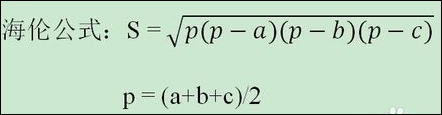 海伦公式：S = √p(p − a)(p − b)(p − c)
p = (a+b+c)/2